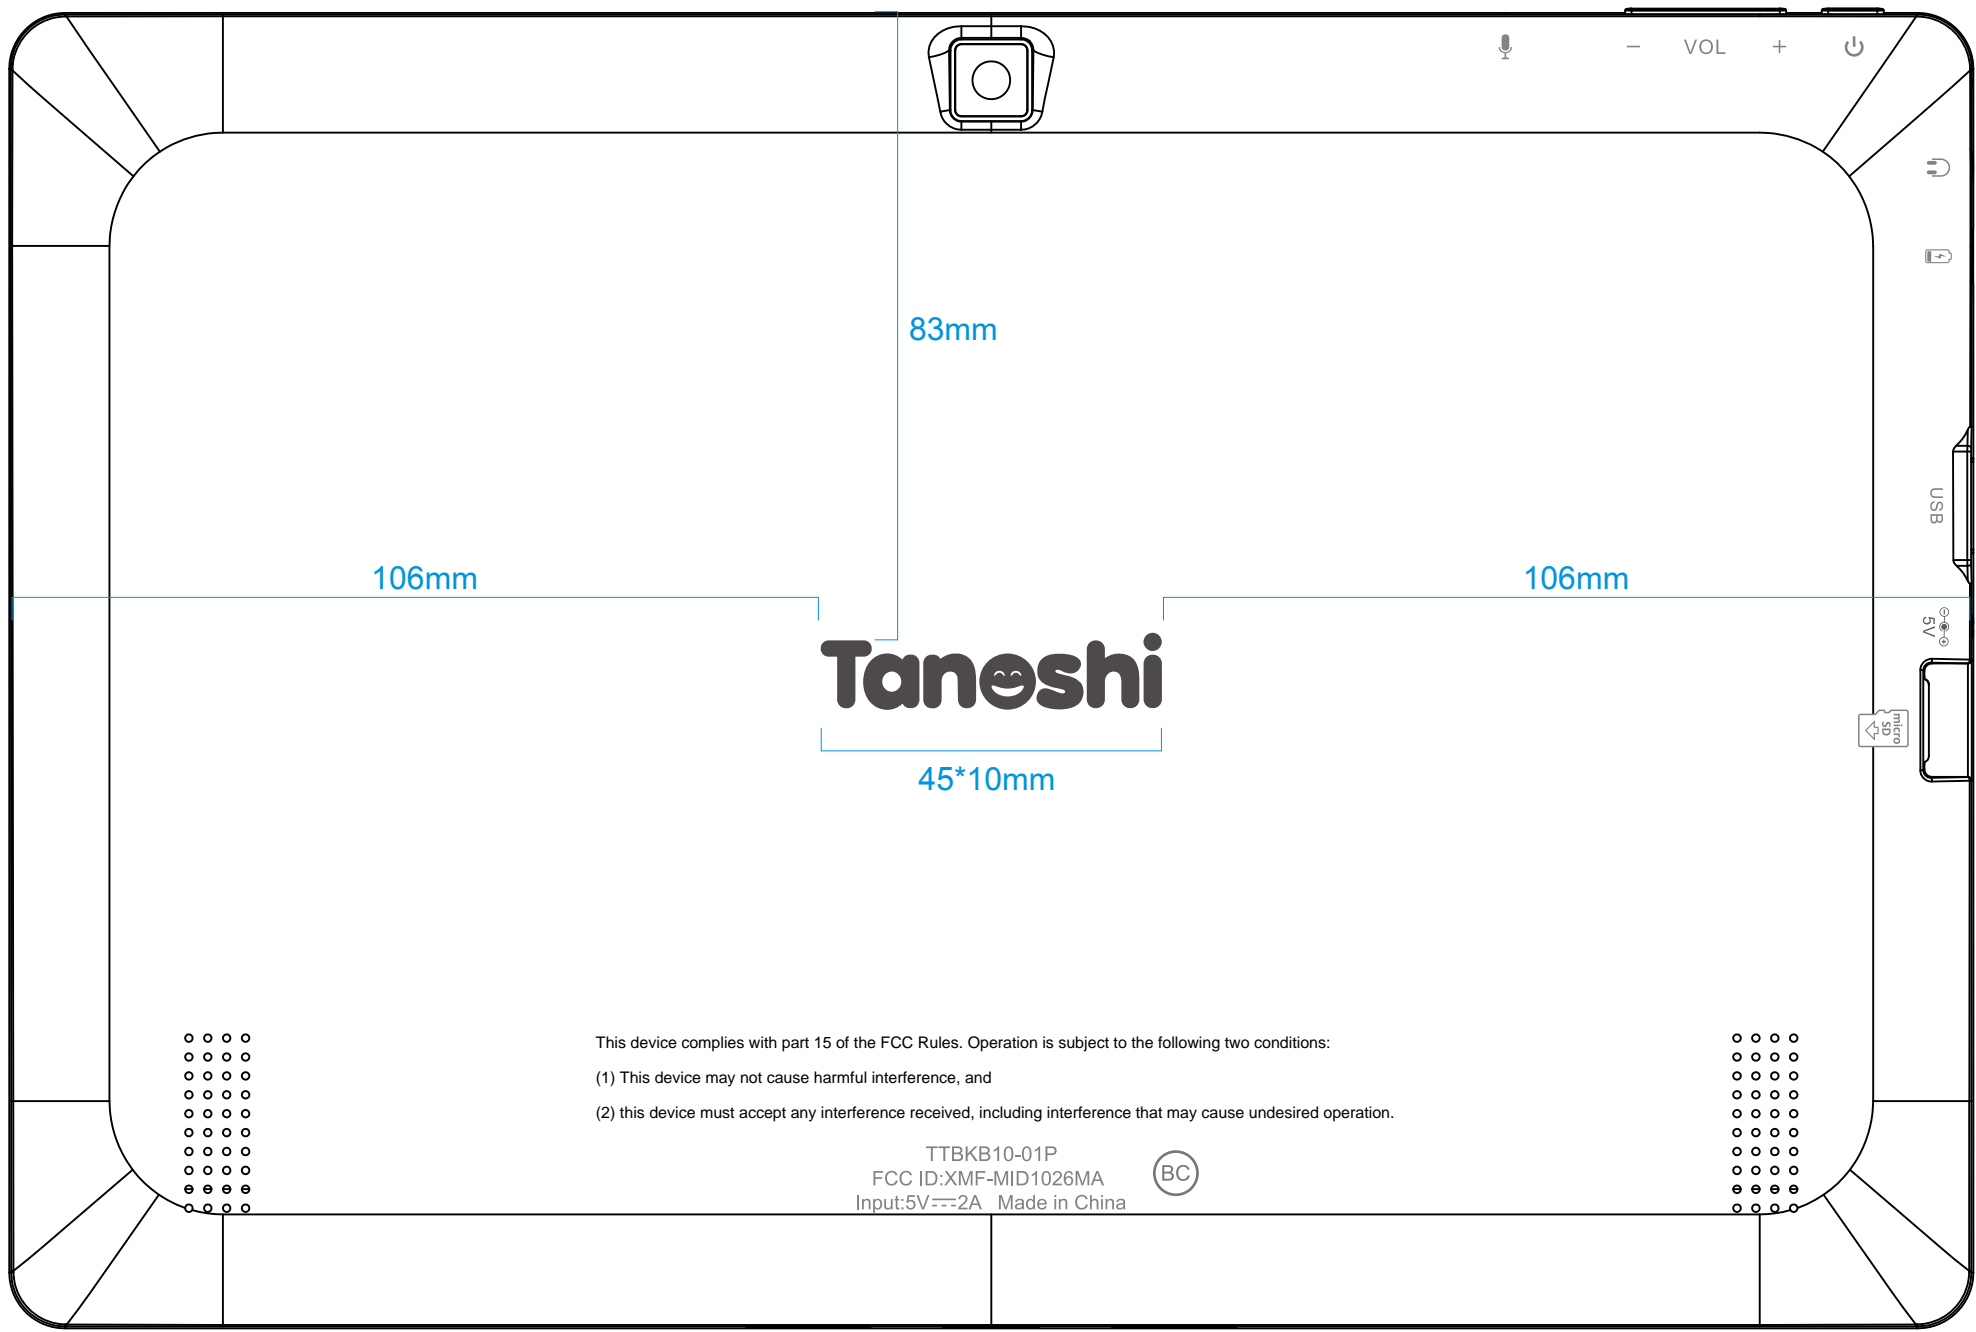 − VOL +
83mm
USB
106mm
106mm
5V
Tanoshi
micro
SD
45*10mm
This device complies with part 15 of the FCC Rules. Operation is subject to the following two conditions:
(1) This device may not cause harmful interference, and
(2) this device must accept any interference received, including interference that may cause undesired operation.
TTBKB10-01P
FCC ID:XMF-MID1026MA
BC
Input:5V⎓2A Made in China